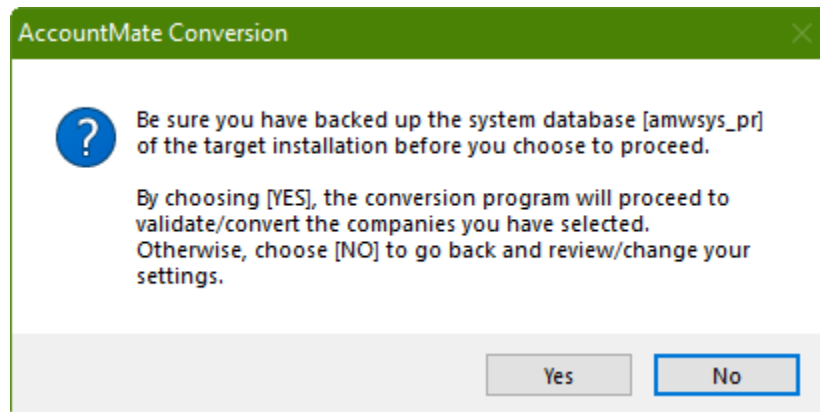 AccountMate Conversion
Be sure you have backed up the system database [amwsys_pr]
of the target installation before you choose to proceed.
By choosing [YES], the conversion program will proceed to
validate/convert the companies you have selected.
Otherwise, choose [NO] to go back and review/change your
settings.
Yes
No